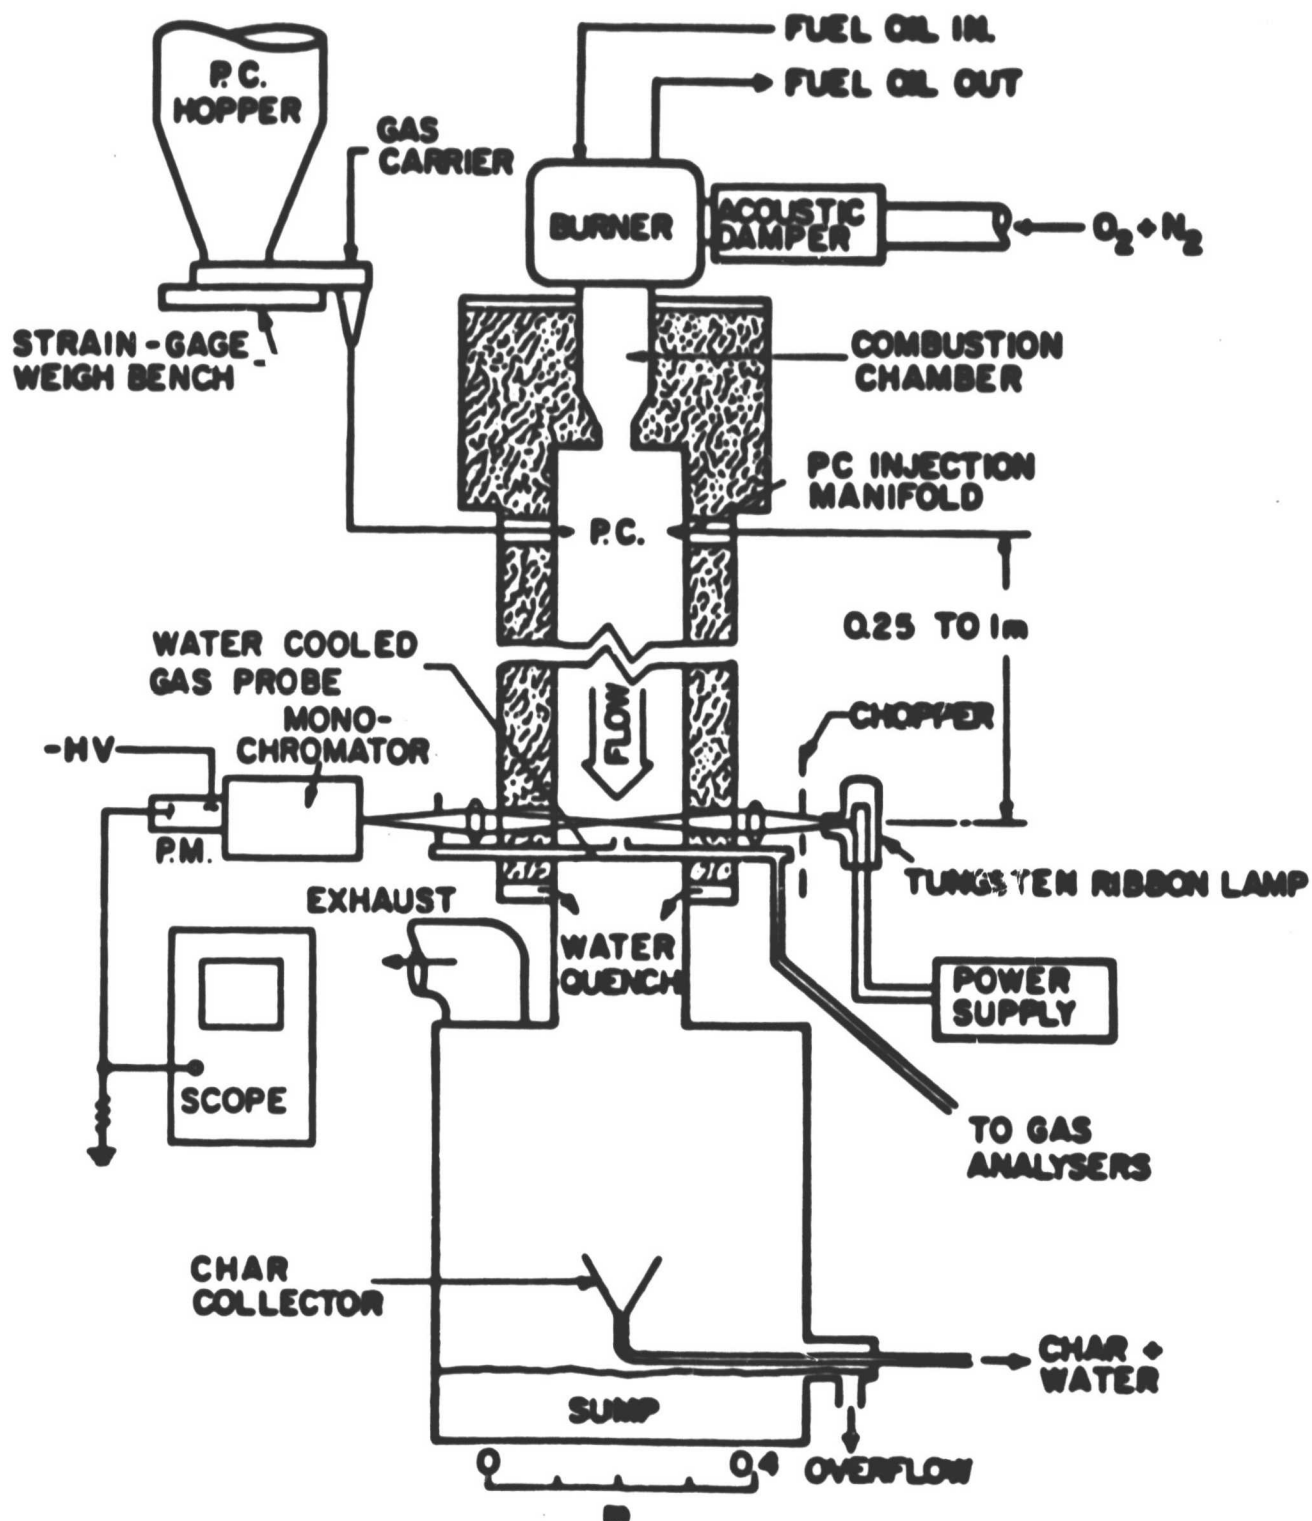 FUEL OIL IN.
FUEL OIL OUT
P.C.
HOPPER
GAS
CARRIER
BURNER
ACOUSTIC
DAMPER
O2+N2
STRAIN-GAGE
WEIGH BENCH
COMBUSTION
CHAMBER
PC INJECTION
MANIFOLD
P.C.
0.25 TO 1m
WATER COOLED
GAS PROBE
FLOW
MONO-
CHROMATOR
-HV
CHOPPER
P.M.
TUNGSTEN RIBBON LAMP
EXHAUST
WATER
QUENCH
POWER
SUPPLY
SCOPE
TO GAS
ANALYSERS
CHAR
COLLECTOR
CHAR +
WATER
SUMP
OVERFLOW
0 0.4
m